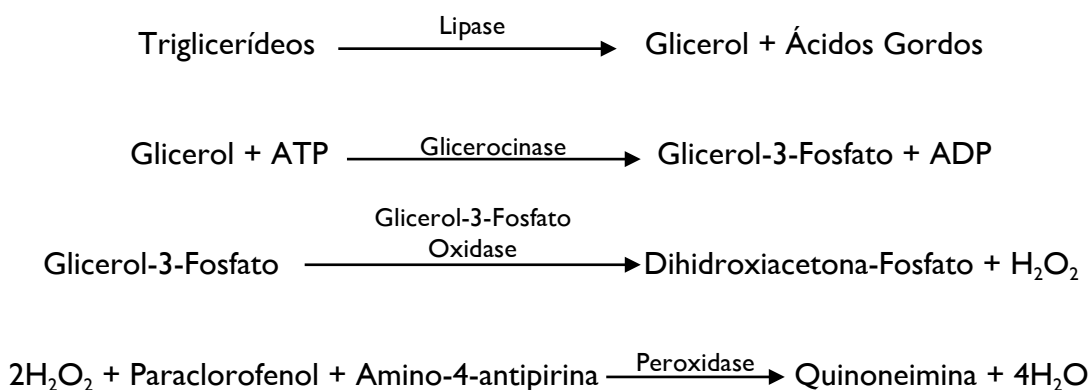 Triglicerídeos Lipase Glicerol + Ácidos Gordos
Glicerol + ATP Glicerocinase Glicerol-3-Fosfato + ADP
Glicerol-3-Fosfato
Oxidase
Glicerol-3-Fosfato Dihidroxiacetona-Fosfato + H₂O₂
2H₂O₂ + Paraclorofenol + Amino-4-antipirina Peroxidase Quinoneimina + 4H₂O